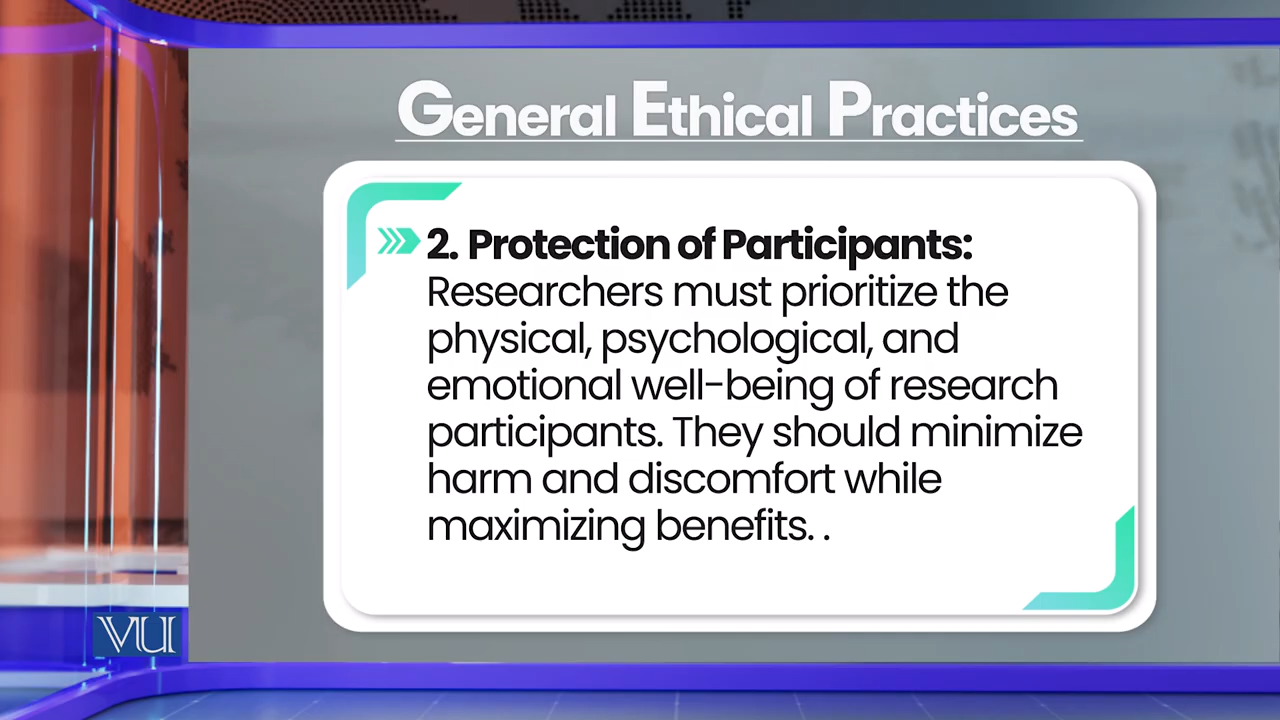 General Ethical Practices
2. Protection of Participants:
Researchers must prioritize the
physical, psychological, and
emotional well-being of research
participants. They should minimize
harm and discomfort while
maximizing benefits. .
VU